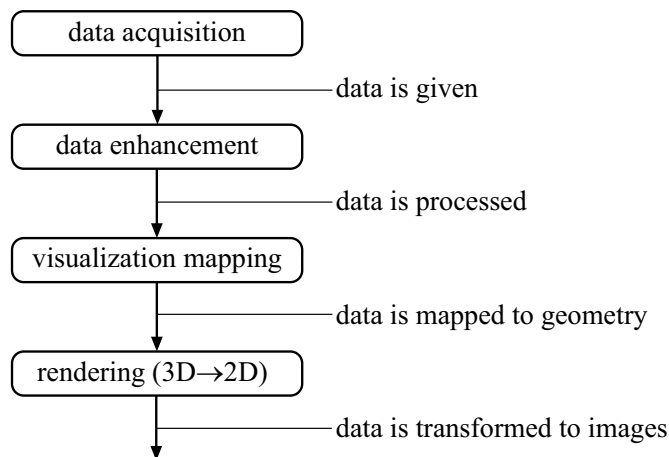 data acquisition
data is given
data enhancement
data is processed
visualization mapping
data is mapped to geometry
rendering (3D→2D)
data is transformed to images